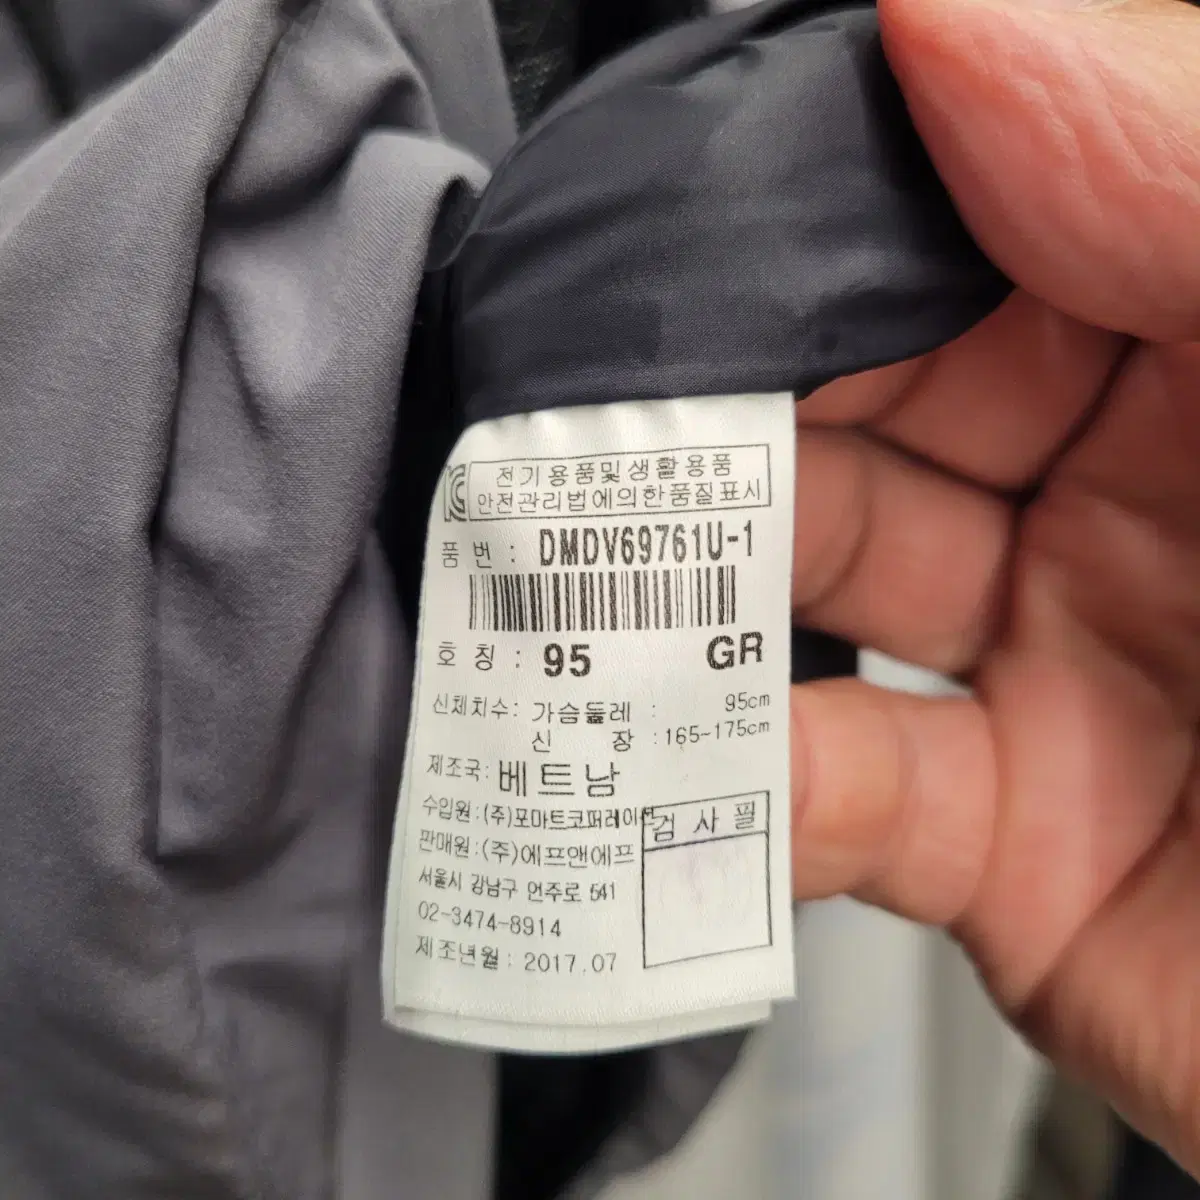 전기용품및생활용품
안전관리법에의한품질표시
품 번 : DMDV69761U-1
호 칭 : 95 GR
신체치수: 가슴둘레 : 95cm
신 장 : 165-175cm
제조국: 베트남
수입원:(주)포마트코퍼레이션
검 사 필
판매원:(주)에프앤에프
서울시 강남구 언주로 541
02-3474-8914
제조년월: 2017.07